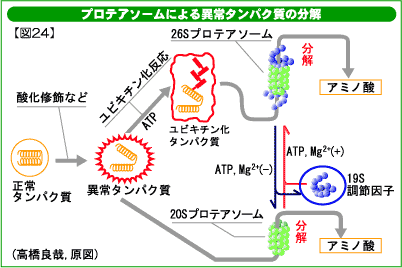 プロテアソームによる異常タンパク質の分解
【図24】
26Sプロテアソーム
分解
アミノ酸
ユビキチン化反応
ATP
酸化修飾など
ユビキチン化
タンパク質
正常
タンパク質
異常タンパク質
ATP, Mg²⁺(−)
ATP, Mg²⁺(+)
19S
調節因子
20Sプロテアソーム
分解
アミノ酸
(高橋良哉, 原図)